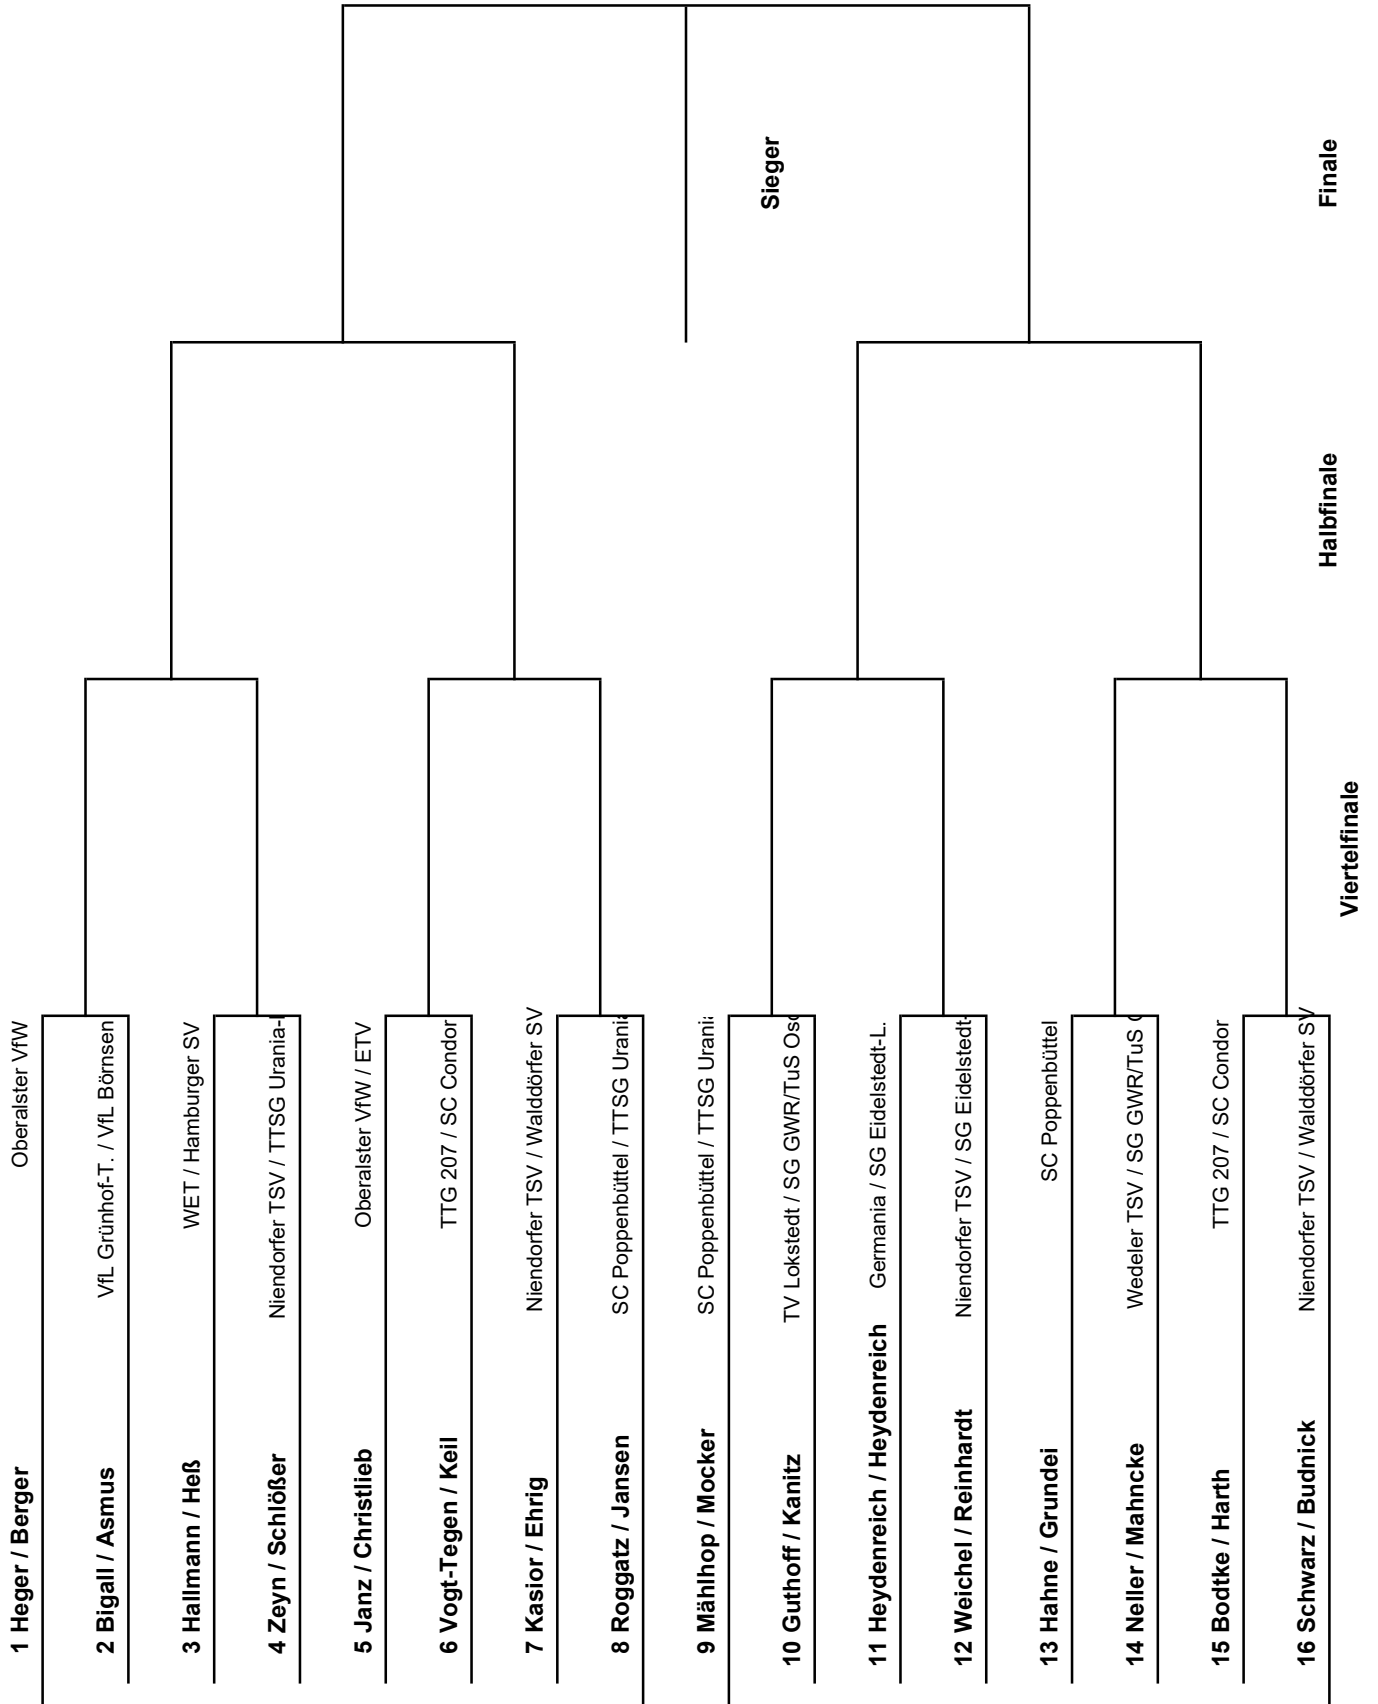 1 Heger / Berger Oberalster VfW
2 Bigall / Asmus VfL Grünhof-T. / VfL Börnsen
3 Hallmann / Heß WET / Hamburger SV
4 Zeyn / Schlößer Niendorfer TSV / TTSG Urania-
5 Janz / Christlieb Oberalster VfW / ETV
6 Vogt-Tegen / Keil TTG 207 / SC Condor
7 Kasior / Ehrig Niendorfer TSV / Walddörfer SV
8 Roggatz / Jansen SC Poppenbüttel / TTSG Urania
9 Mählhop / Mocker SC Poppenbüttel / TTSG Urani
10 Guthoff / Kanitz TV Lokstedt / SG GWR/TuS Os
11 Heydenreich / Heydenreich Germania / SG Eidelstedt-L.
12 Weichel / Reinhardt Niendorfer TSV / SG Eidelstedt-
13 Hahne / Grundei SC Poppenbüttel
14 Neller / Mahncke Wedeler TSV / SG GWR/TuS
15 Bodtke / Harth TTG 207 / SC Condor
16 Schwarz / Budnick Niendorfer TSV / Walddörfer SV
Sieger
Viertelfinale
Halbfinale
Finale